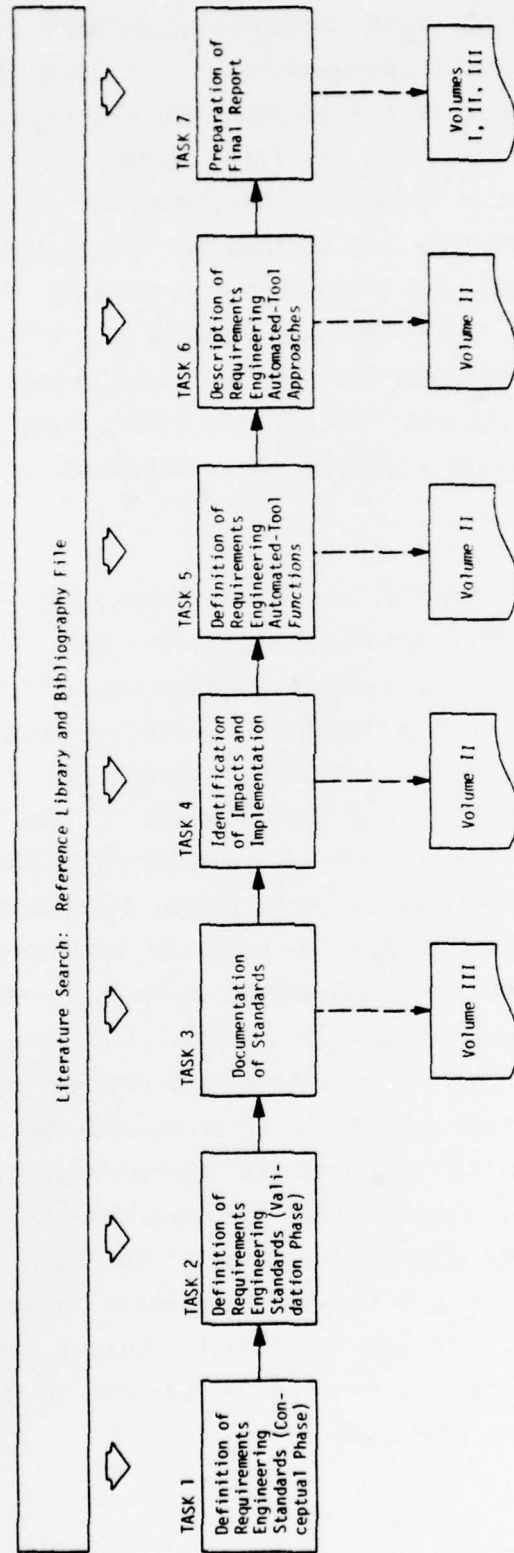 Literature Search: Reference Library and Bibliography File
TASK 1
Definition of
Requirements
Engineering
Standards (Con-
ceptual Phase)
TASK 2
Definition of
Requirements
Engineering
Standards (Vali-
dation Phase)
TASK 3
Documentation
of Standards
TASK 4
Identification
of Impacts and
Implementation
TASK 5
Definition of
Requirements
Engineering
Automated-Tool
Functions
TASK 6
Description of
Requirements
Engineering
Automated-Tool
Approaches
TASK 7
Preparation of
Final Report
Volume III
Volume II
Volume II
Volume II
Volumes
I, II, III